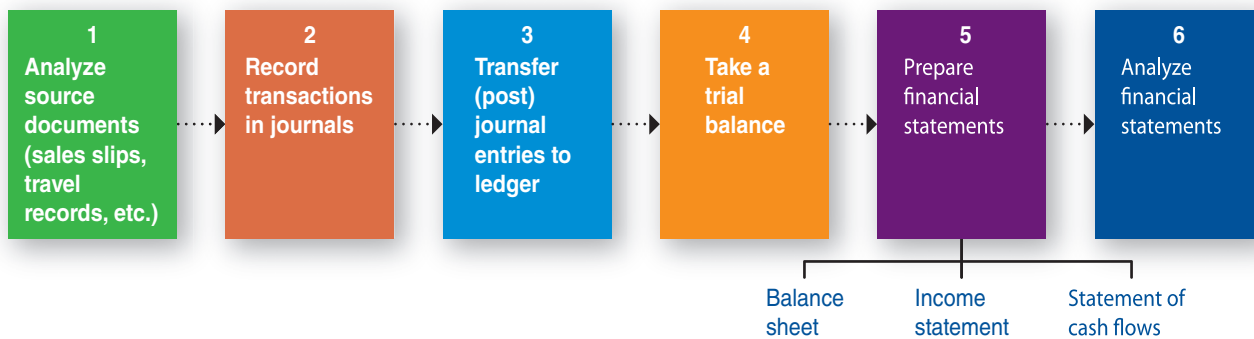 1
Analyze
source
documents
(sales slips,
travel
records, etc.)
2
Record
transactions
in journals
3
Transfer
(post)
journal
entries to
ledger
4
Take a
trial
balance
5
Prepare
financial
statements
6
Analyze
financial
statements
Balance
sheet
Income
statement
Statement of
cash flows